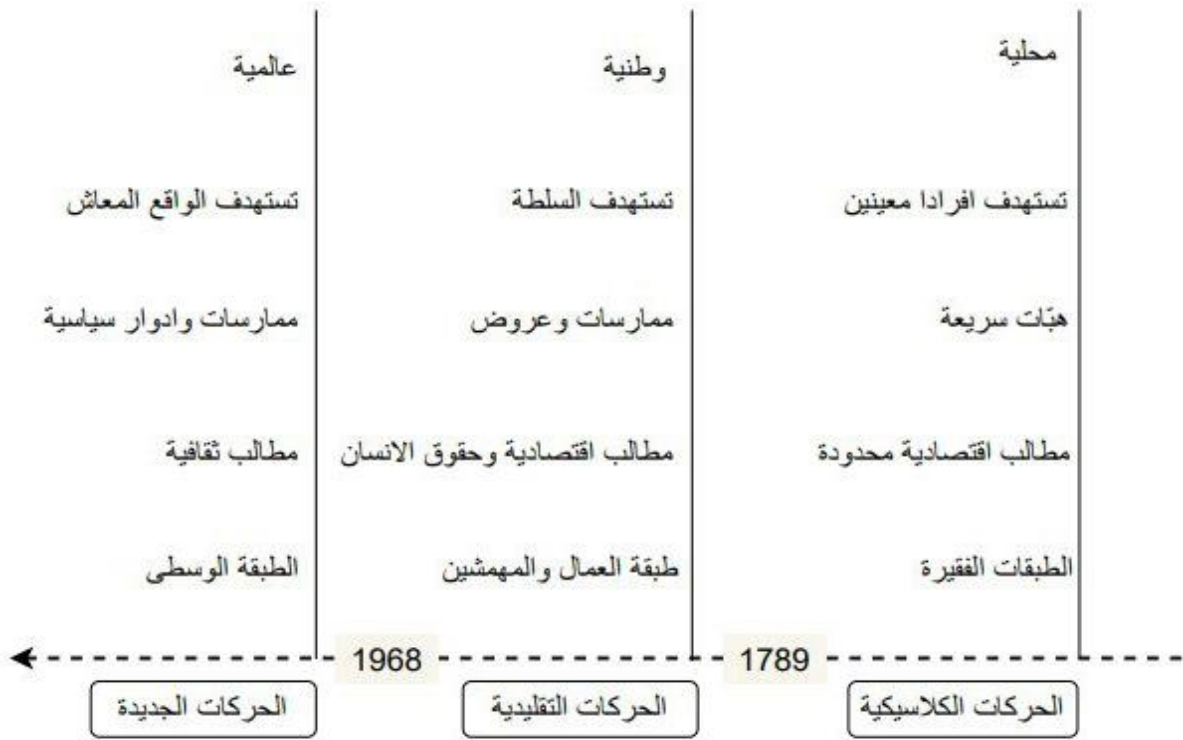 محلية
وطنية
عالمية
تستهدف افرادا معينين
تستهدف السلطة
تستهدف الواقع المعاش
هبّات سريعة
ممارسات وعروض
ممارسات وادوار سياسية
مطالب اقتصادية محدودة
مطالب اقتصادية وحقوق الانسان
مطالب ثقافية
الطبقات الفقيرة
طبقة العمال والمهمشين
الطبقة الوسطى
1789
1968
الحركات الكلاسيكية
الحركات التقليدية
الحركات الجديدة